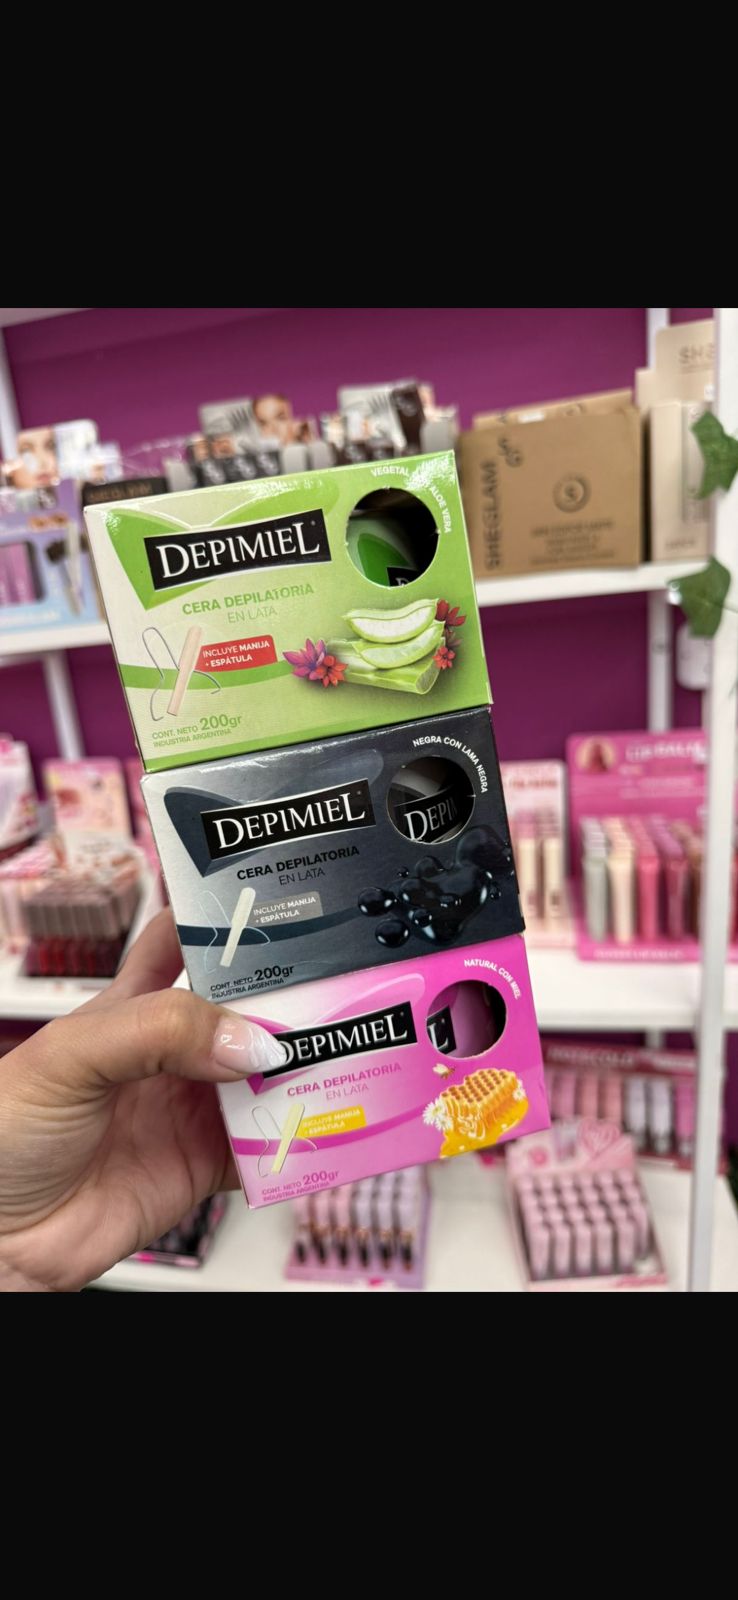 SHEGLAM
VEGETAL CON ALOE VERA
DEPIMIEL
CERA DEPILATORIA
EN LATA
INCLUYE MANIJA
+ ESPÁTULA
CONT. NETO 200gr
INDUSTRIA ARGENTINA
NEGRA CON LAMA NEGRA
DEPIMIEL
CERA DEPILATORIA
EN LATA
INCLUYE MANIJA
+ ESPÁTULA
CONT. NETO 200gr
INDUSTRIA ARGENTINA
NATURAL CON MIEL
DEPIMIEL
CERA DEPILATORIA
EN LATA
INCLUYE MANIJA
+ ESPÁTULA
CONT. NETO 200gr
INDUSTRIA ARGENTINA